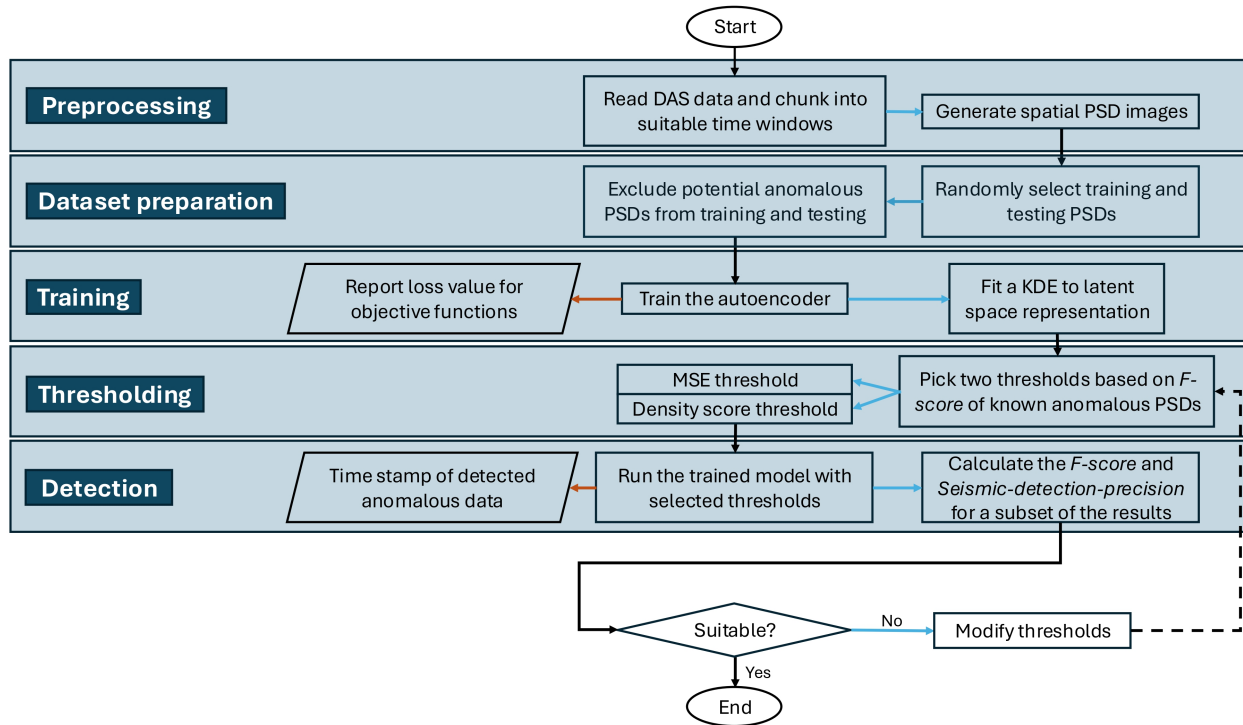 Start
Preprocessing
Read DAS data and chunk into
suitable time windows
Generate spatial PSD images
Dataset preparation
Exclude potential anomalous
PSDs from training and testing
Randomly select training and
testing PSDs
Training
Report loss value for
objective functions
Train the autoencoder
Fit a KDE to latent
space representation
Thresholding
MSE threshold
Density score threshold
Pick two thresholds based on F-
score of known anomalous PSDs
Detection
Time stamp of detected
anomalous data
Run the trained model with
selected thresholds
Calculate the F-score and
Seismic-detection-precision
for a subset of the results
Suitable?
No
Modify thresholds
Yes
End